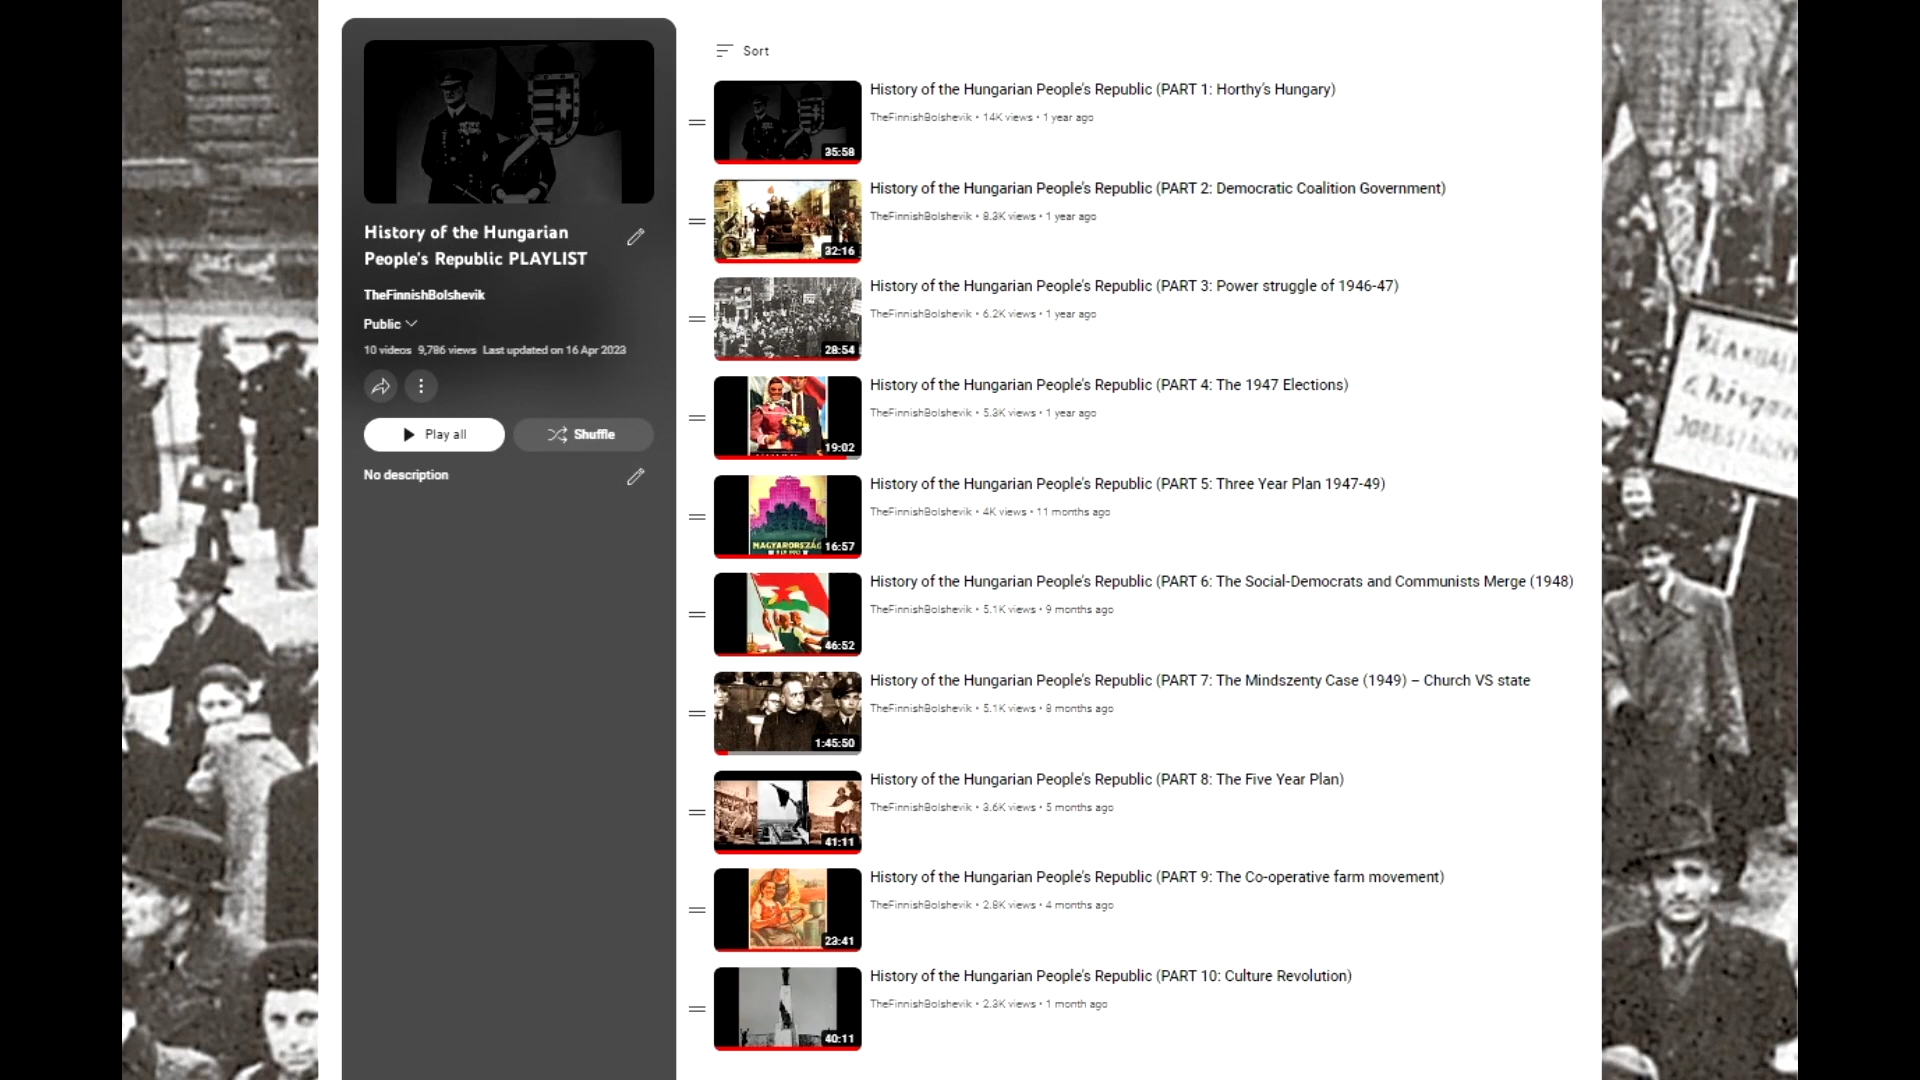 History of the Hungarian
People's Republic PLAYLIST
TheFinnishBolshevik
Public
10 videos 9,786 views Last updated on 16 Apr 2023
Play all
Shuffle
No description
Sort
History of the Hungarian People's Republic (PART 1: Horthy's Hungary)
TheFinnishBolshevik • 14K views • 1 year ago
35:58
History of the Hungarian People's Republic (PART 2: Democratic Coalition Government)
TheFinnishBolshevik • 8.3K views • 1 year ago
32:16
History of the Hungarian People's Republic (PART 3: Power struggle of 1946-47)
TheFinnishBolshevik • 6.2K views • 1 year ago
28:54
History of the Hungarian People's Republic (PART 4: The 1947 Elections)
TheFinnishBolshevik • 5.3K views • 1 year ago
19:02
History of the Hungarian People's Republic (PART 5: Three Year Plan 1947-49)
TheFinnishBolshevik • 4K views • 11 months ago
MAGYARORSZÁG
16:57
History of the Hungarian People's Republic (PART 6: The Social-Democrats and Communists Merge (1948)
TheFinnishBolshevik • 5.1K views • 9 months ago
46:52
History of the Hungarian People's Republic (PART 7: The Mindszenty Case (1949) – Church VS state
TheFinnishBolshevik • 5.1K views • 8 months ago
1:45:50
History of the Hungarian People's Republic (PART 8: The Five Year Plan)
TheFinnishBolshevik • 3.6K views • 5 months ago
41:11
History of the Hungarian People's Republic (PART 9: The Co-operative farm movement)
TheFinnishBolshevik • 2.8K views • 4 months ago
23:41
History of the Hungarian People's Republic (PART 10: Culture Revolution)
TheFinnishBolshevik • 2.3K views • 1 month ago
40:11